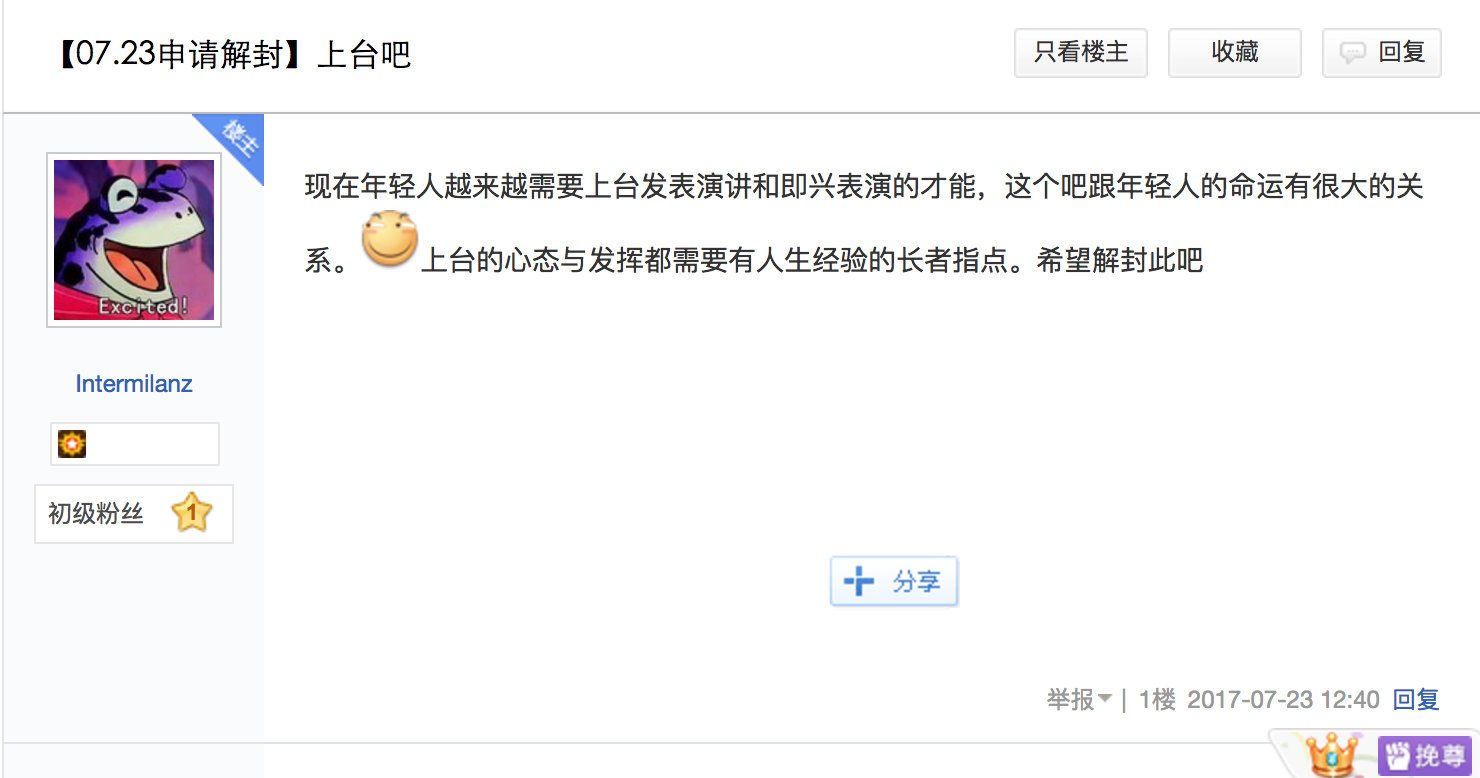 【07.23申请解封】上台吧
只看楼主
收藏
回复
楼主
Excited!
Intermilanz
初级粉丝
1
现在年轻人越来越需要上台发表演讲和即兴表演的才能，这个吧跟年轻人的命运有很大的关
系。上台的心态与发挥都需要有人生经验的长者指点。希望解封此吧
分享
举报 | 1楼 2017-07-23 12:40 回复
挽尊